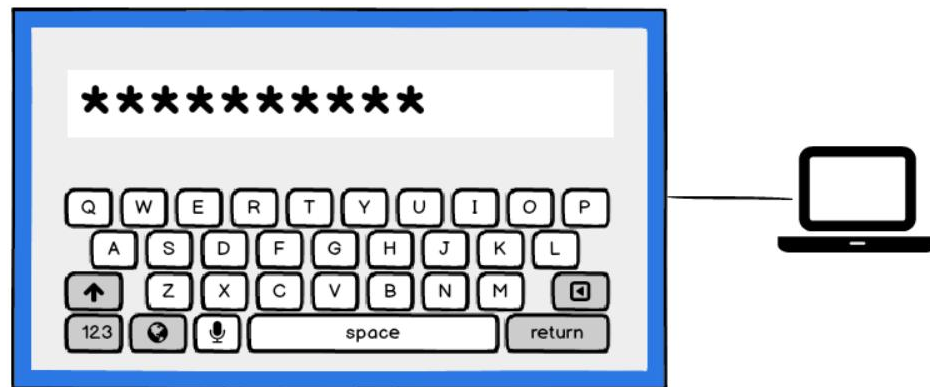 **********
Q W E R T Y U I O P
A S D F G H J K L
Z X C V B N M
123 space return